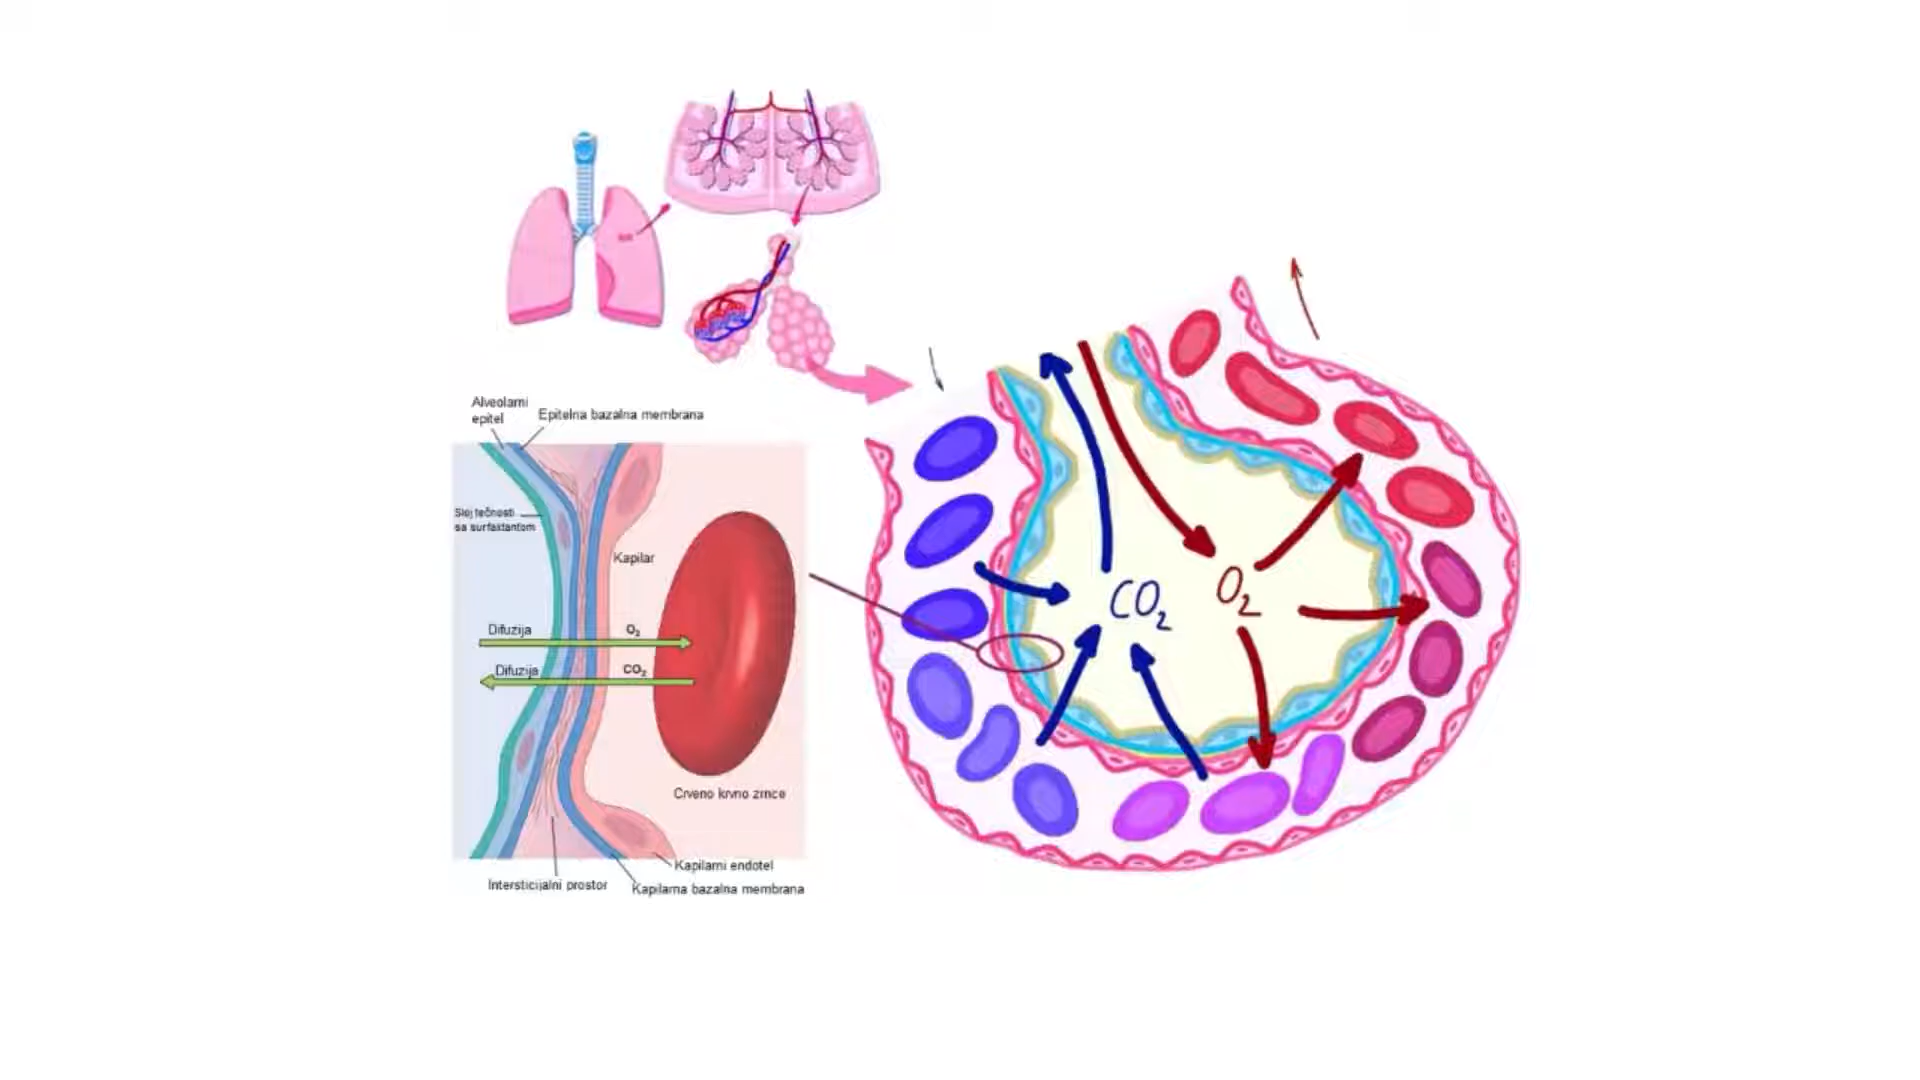 Alveolarni
epitel
Epitelna bazalna membrana
Sloj tečnosti
sa surfaktantom
Kapilar
Difuzija
O₂
Difuzija
CO₂
Crveno krvno zrnce
Kapilarni endotel
Intersticijalni prostor
Kapilarna bazalna membrana
CO₂
O₂